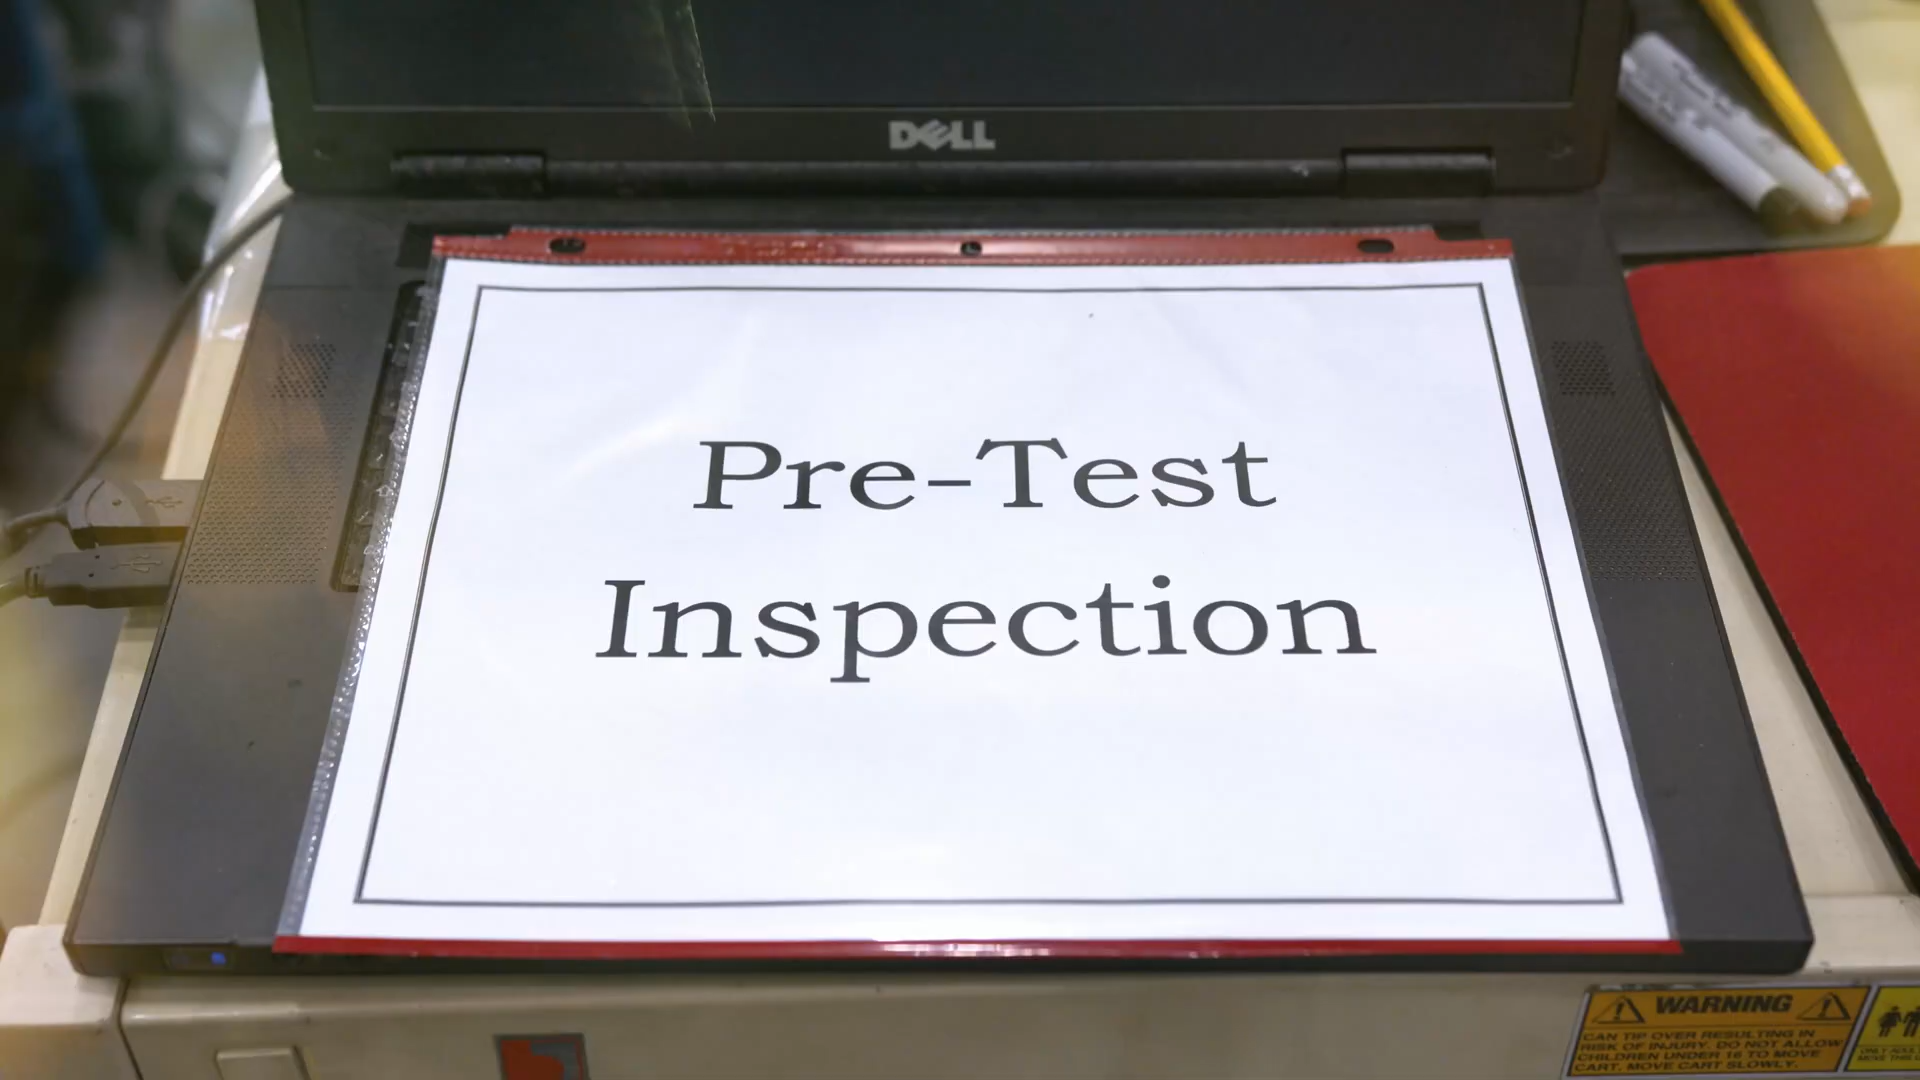 DELL
Pre-Test
Inspection
WARNING
CAN TIP OVER RESULTING IN
RISK OF INJURY. DO NOT ALLOW
CHILDREN UNDER 16 TO MOVE
CART. MOVE CART SLOWLY.